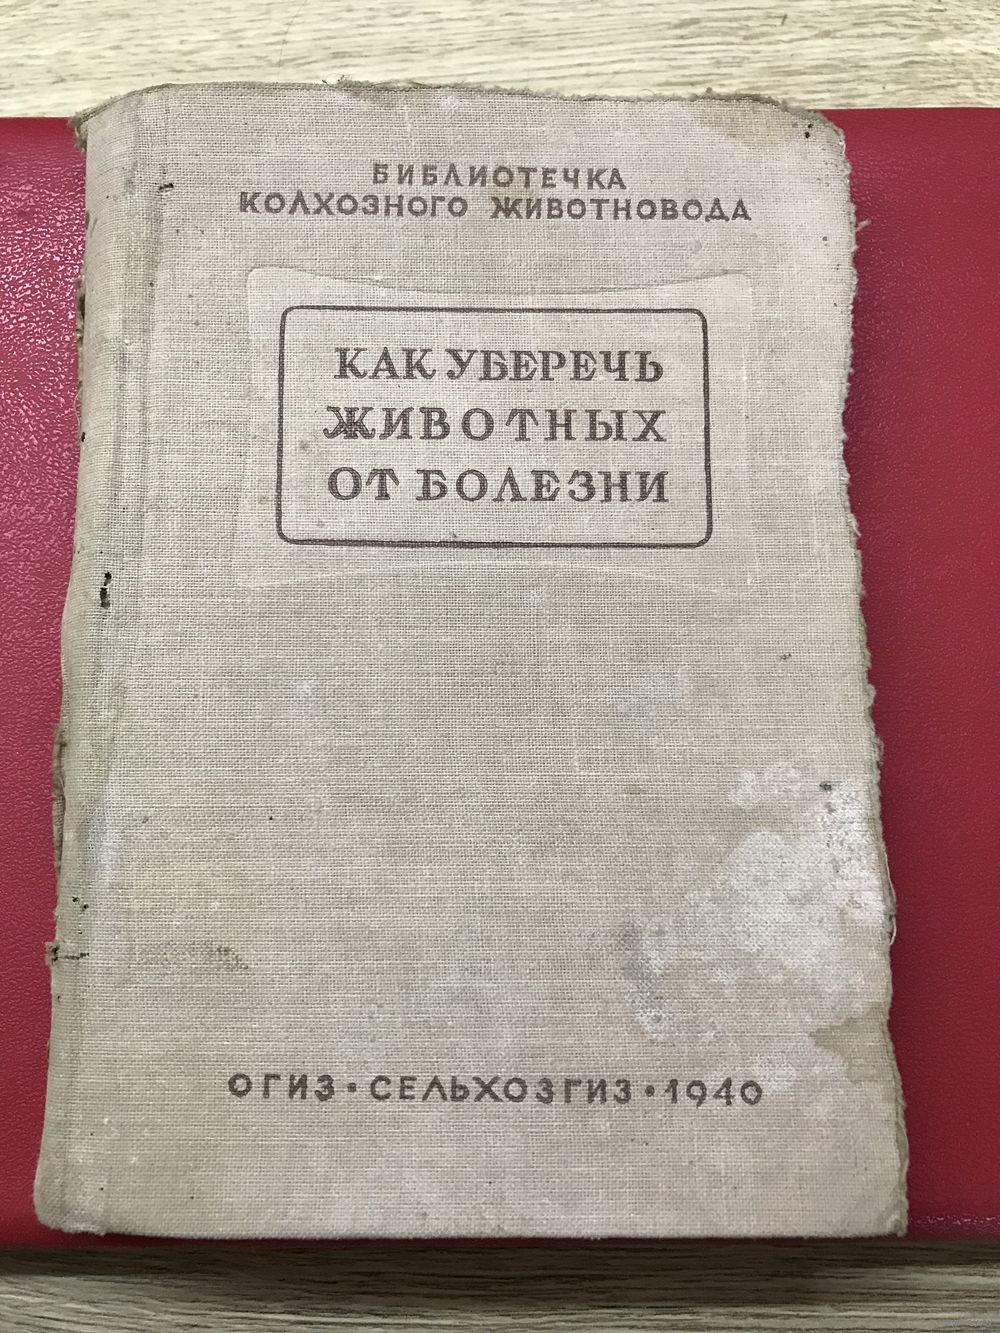 БИБЛИОТЕЧКА
КОЛХОЗНОГО ЖИВОТНОВОДА
КАК УБЕРЕЧЬ
ЖИВОТНЫХ
ОТ БОЛЕЗНИ
ОГИЗ • СЕЛЬХОЗГИЗ • 1940